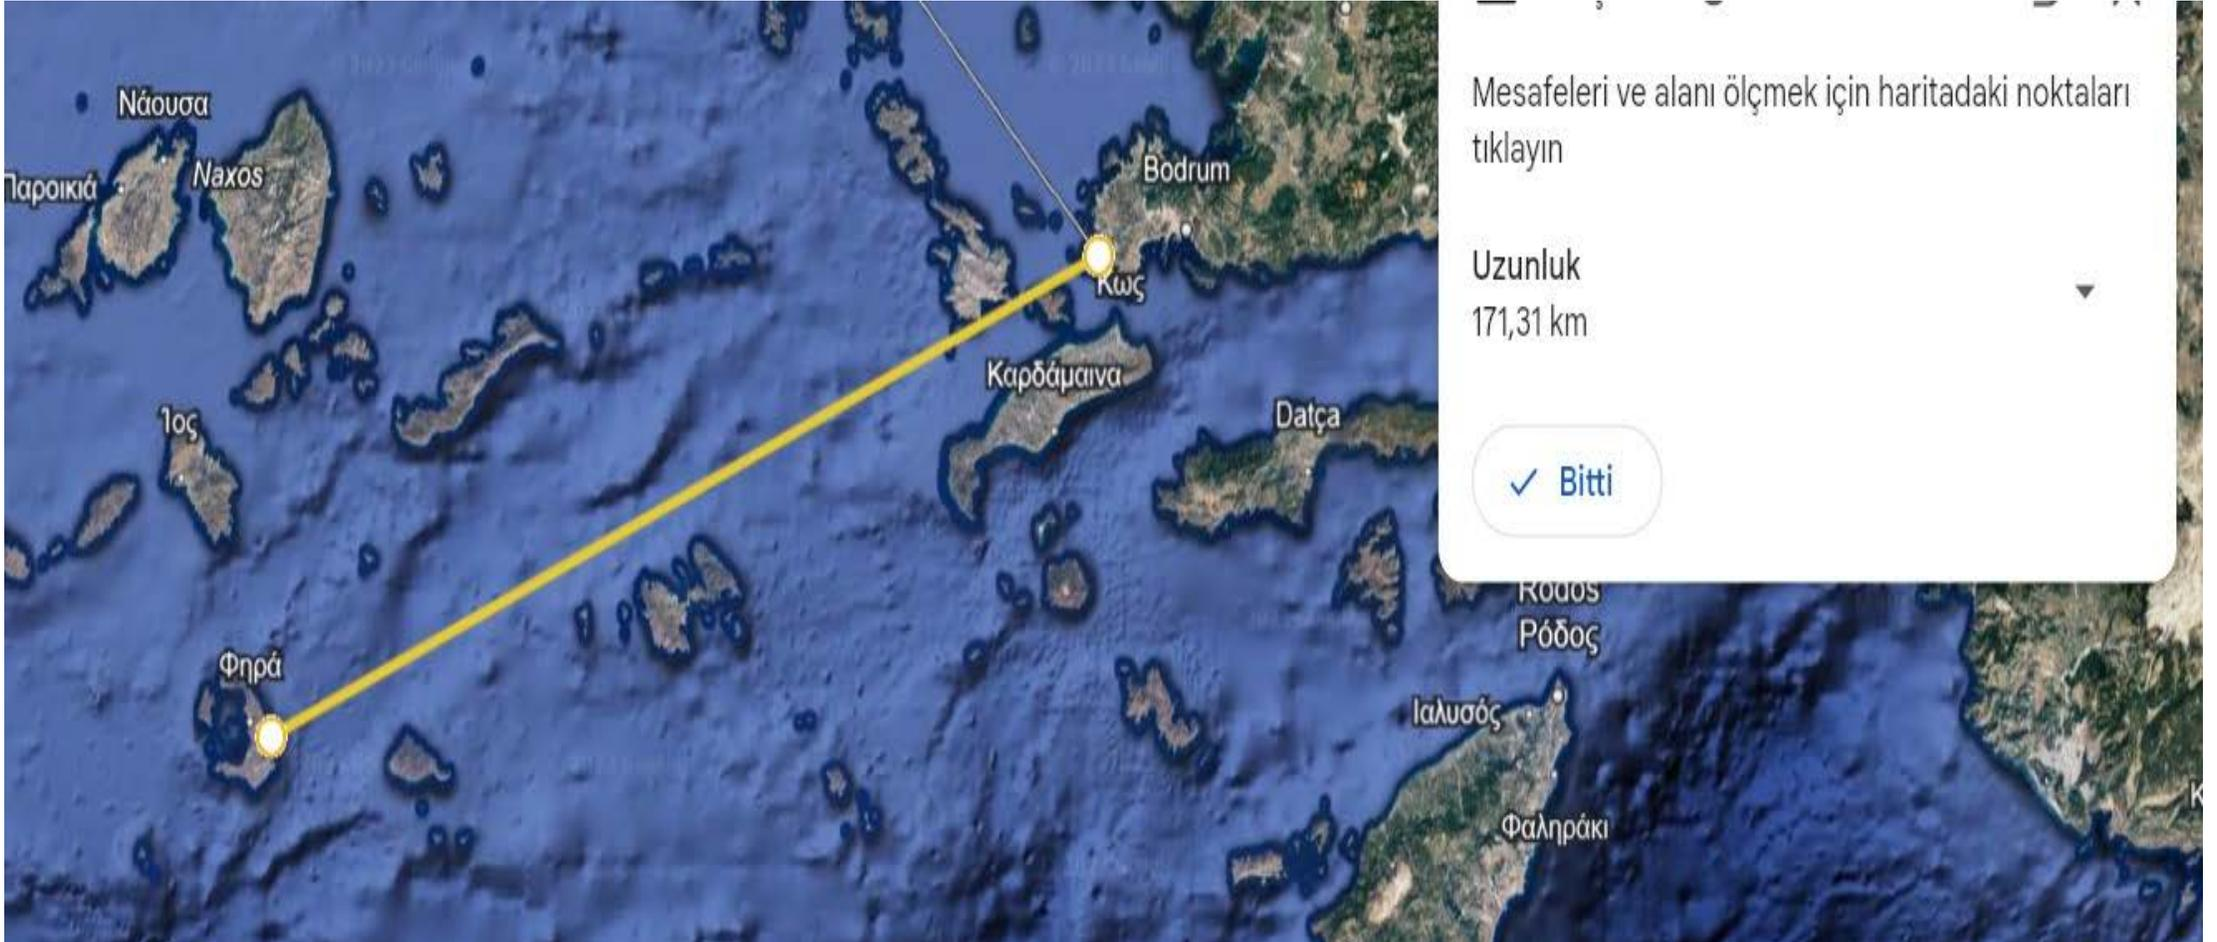 Νάουσα
Naxos
Παροικιά
Bodrum
Κως
Καρδάμαινα
Ίος
Datça
Φηρά
Rodos
Ρόδος
Ιαλυσός
Φαληράκι
Mesafeleri ve alanı ölçmek için haritadaki noktaları
tıklayın
Uzunluk
171,31 km
Bitti